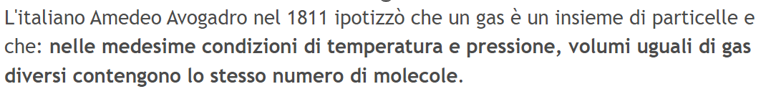 L'italiano Amedeo Avogadro nel 1811 ipotizzò che un gas è un insieme di particelle e
che: nelle medesime condizioni di temperatura e pressione, volumi uguali di gas
diversi contengono lo stesso numero di molecole.